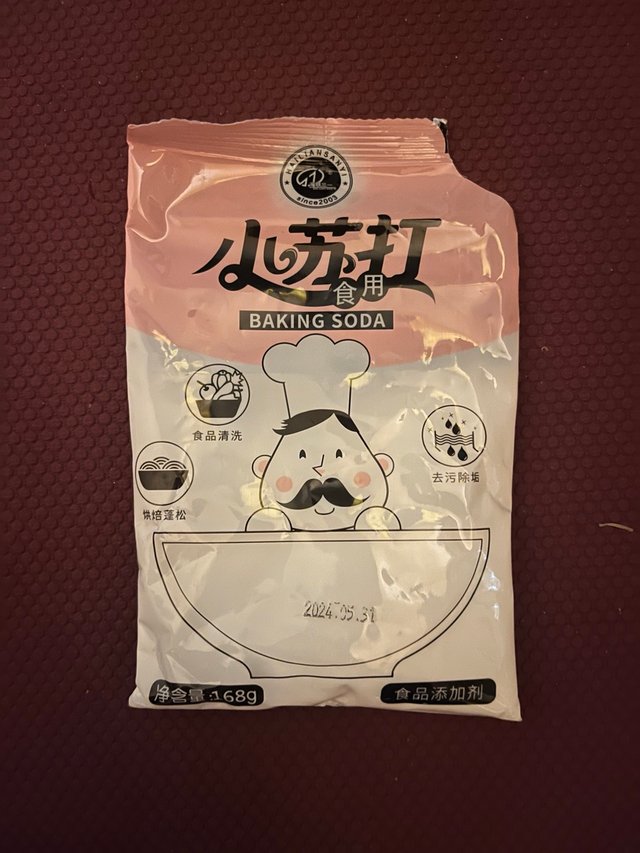 HAILIANSANYI
since2003
小苏打
食用
BAKING SODA
食品清洗
去污除垢
烘焙蓬松
2024.05.31
净含量:168g
食品添加剂